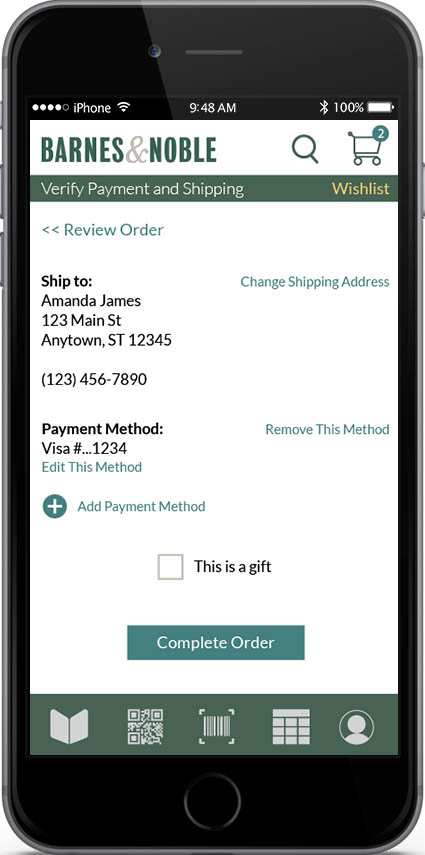 iPhone 9:48 AM 100%
BARNES&NOBLE 2
Verify Payment and Shipping Wishlist
<< Review Order
Ship to: Change Shipping Address
Amanda James
123 Main St
Anytown, ST 12345
(123) 456-7890
Payment Method: Remove This Method
Visa #...1234
Edit This Method
Add Payment Method
This is a gift
Complete Order